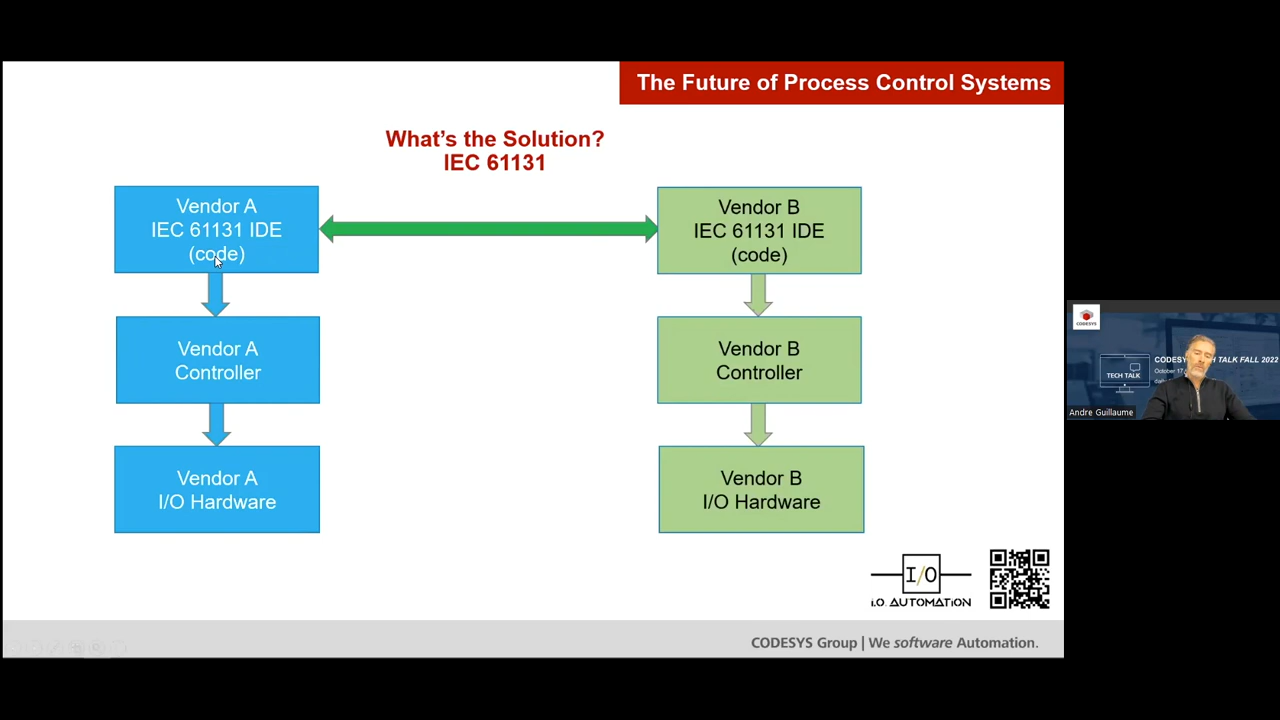 The Future of Process Control Systems
What's the Solution?
IEC 61131
Vendor A
IEC 61131 IDE
(code)
Vendor B
IEC 61131 IDE
(code)
Vendor A
Controller
Vendor B
Controller
Vendor A
I/O Hardware
Vendor B
I/O Hardware
I/O
I.O. AUTOMATION
CODESYS Group | We software Automation.
CODESYS
TECH TALK
CODESY
H TALK FALL 2022
October 17
Andre Guillaume